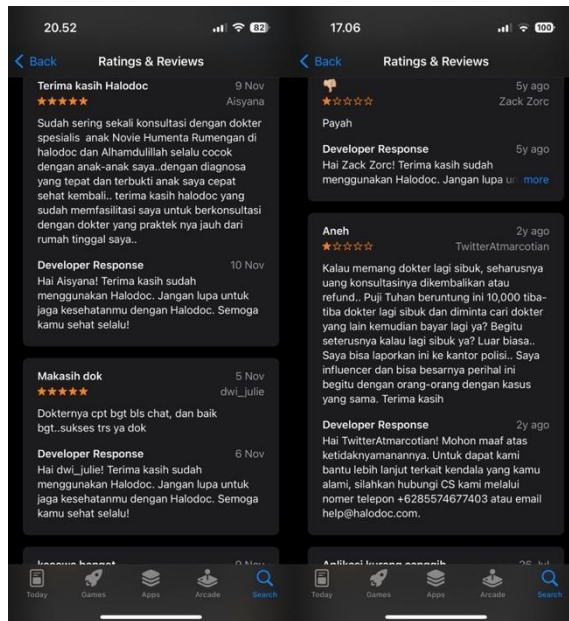 20.52
82
Back
Ratings & Reviews
Terima kasih Halodoc
9 Nov
Aisyana
Sudah sering sekali konsultasi dengan dokter
spesialis anak Novie Humenta Rumengan di
halodoc dan Alhamdulillah selalu cocok
dengan anak-anak saya..dengan diagnosa
yang tepat dan terbukti anak saya cepat
sehat kembali.. terima kasih halodoc yang
sudah memfasilitasi saya untuk berkonsultasi
dengan dokter yang praktek nya jauh dari
rumah tinggal saya..
Developer Response
10 Nov
Hai Aisyana! Terima kasih sudah
menggunakan Halodoc. Jangan lupa untuk
jaga kesehatanmu dengan Halodoc. Semoga
kamu sehat selalu!
Makasih dok
5 Nov
dwi_julie
Dokternya cpt bgt bls chat, dan baik
bgt..sukses trs ya dok
Developer Response
6 Nov
Hai dwi_julie! Terima kasih sudah
menggunakan Halodoc. Jangan lupa untuk
jaga kesehatanmu dengan Halodoc. Semoga
kamu sehat selalu!
Today
Games
Apps
Arcade
Search
17.06
100
Back
Ratings & Reviews
5y ago
Zack Zorc
Payah
Developer Response
5y ago
Hai Zack Zorc! Terima kasih sudah
menggunakan Halodoc. Jangan lupa un more
Aneh
2y ago
TwitterAtmarcotian
Kalau memang dokter lagi sibuk, seharusnya
uang konsultasinya dikembalikan atau
refund.. Puji Tuhan beruntung ini 10,000 tiba-
tiba dokter lagi sibuk dan diminta cari dokter
yang lain kemudian bayar lagi ya? Begitu
seterusnya kalau lagi sibuk ya? Luar biasa..
Saya bisa laporkan ini ke kantor polisi.. Saya
influencer dan bisa besarnya perihal ini
begitu dengan orang-orang dengan kasus
yang sama. Terima kasih
Developer Response
2y ago
Hai TwitterAtmarcotian! Mohon maaf atas
ketidaknyamanannya. Untuk dapat kami
bantu lebih lanjut terkait kendala yang kamu
alami, silahkan hubungi CS kami melalui
nomer telepon +6285574677403 atau email
help@halodoc.com.
Aplikasi kurang canggih
26 Jul
Today
Games
Apps
Arcade
Search